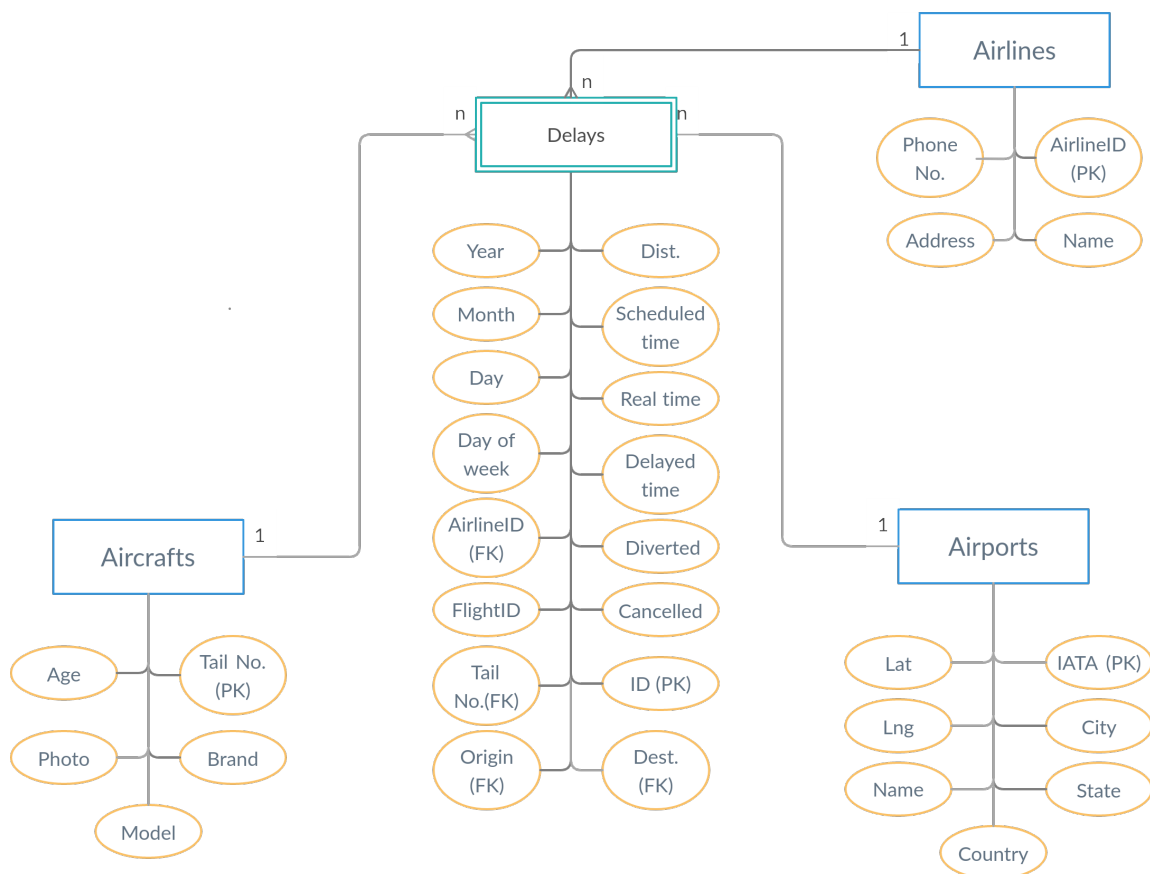 1
Airlines
n
n
Delays
n
Phone
No.
AirlineID
(PK)
Address
Name
Year
Dist.
Month
Scheduled
time
Day
Real time
Day of
week
Delayed
time
AirlineID
(FK)
Diverted
FlightID
Cancelled
Tail
No.(FK)
ID (PK)
Origin
(FK)
Dest.
(FK)
1
Aircrafts
Age
Tail No.
(PK)
Photo
Brand
Model
1
Airports
Lat
IATA (PK)
Lng
City
Name
State
Country